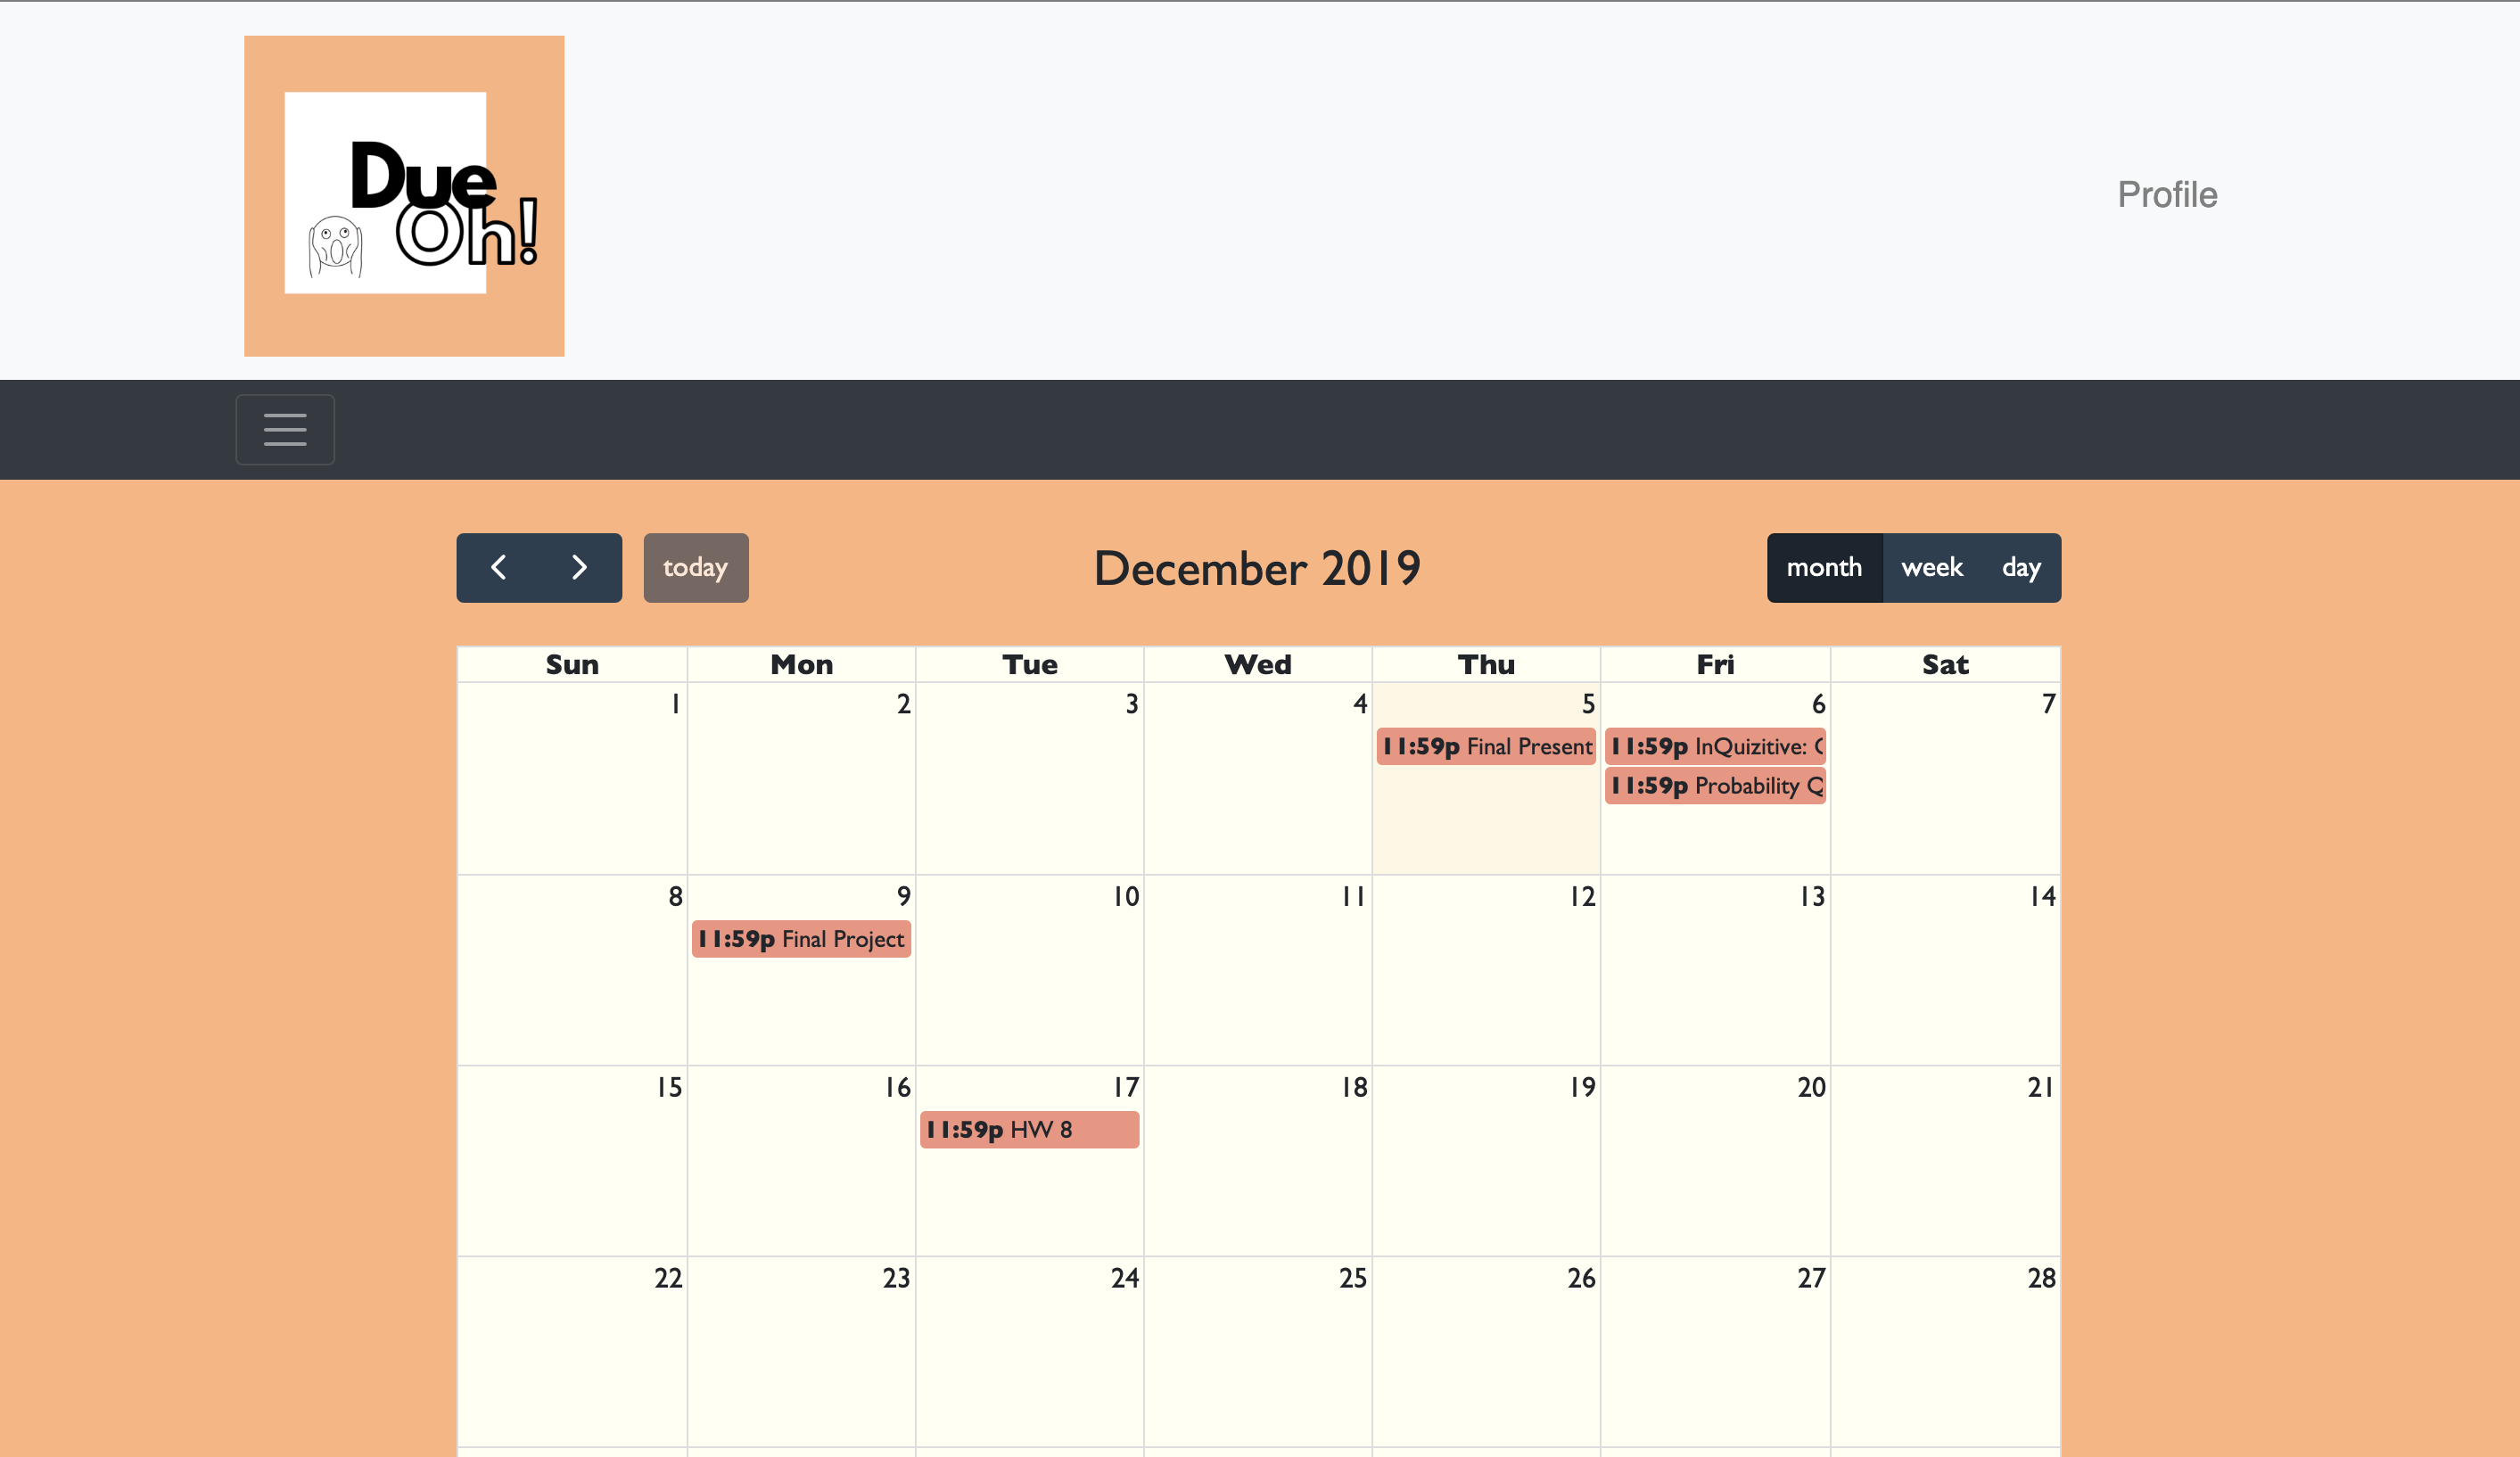 Due
Oh!
Profile
today
December 2019
month week day
Sun Mon Tue Wed Thu Fri Sat
1 2 3 4 5 6 7
11:59p Final Present
11:59p InQuizitive:
11:59p Probability Q
8 9 10 11 12 13 14
11:59p Final Project
15 16 17 18 19 20 21
11:59p HW 8
22 23 24 25 26 27 28